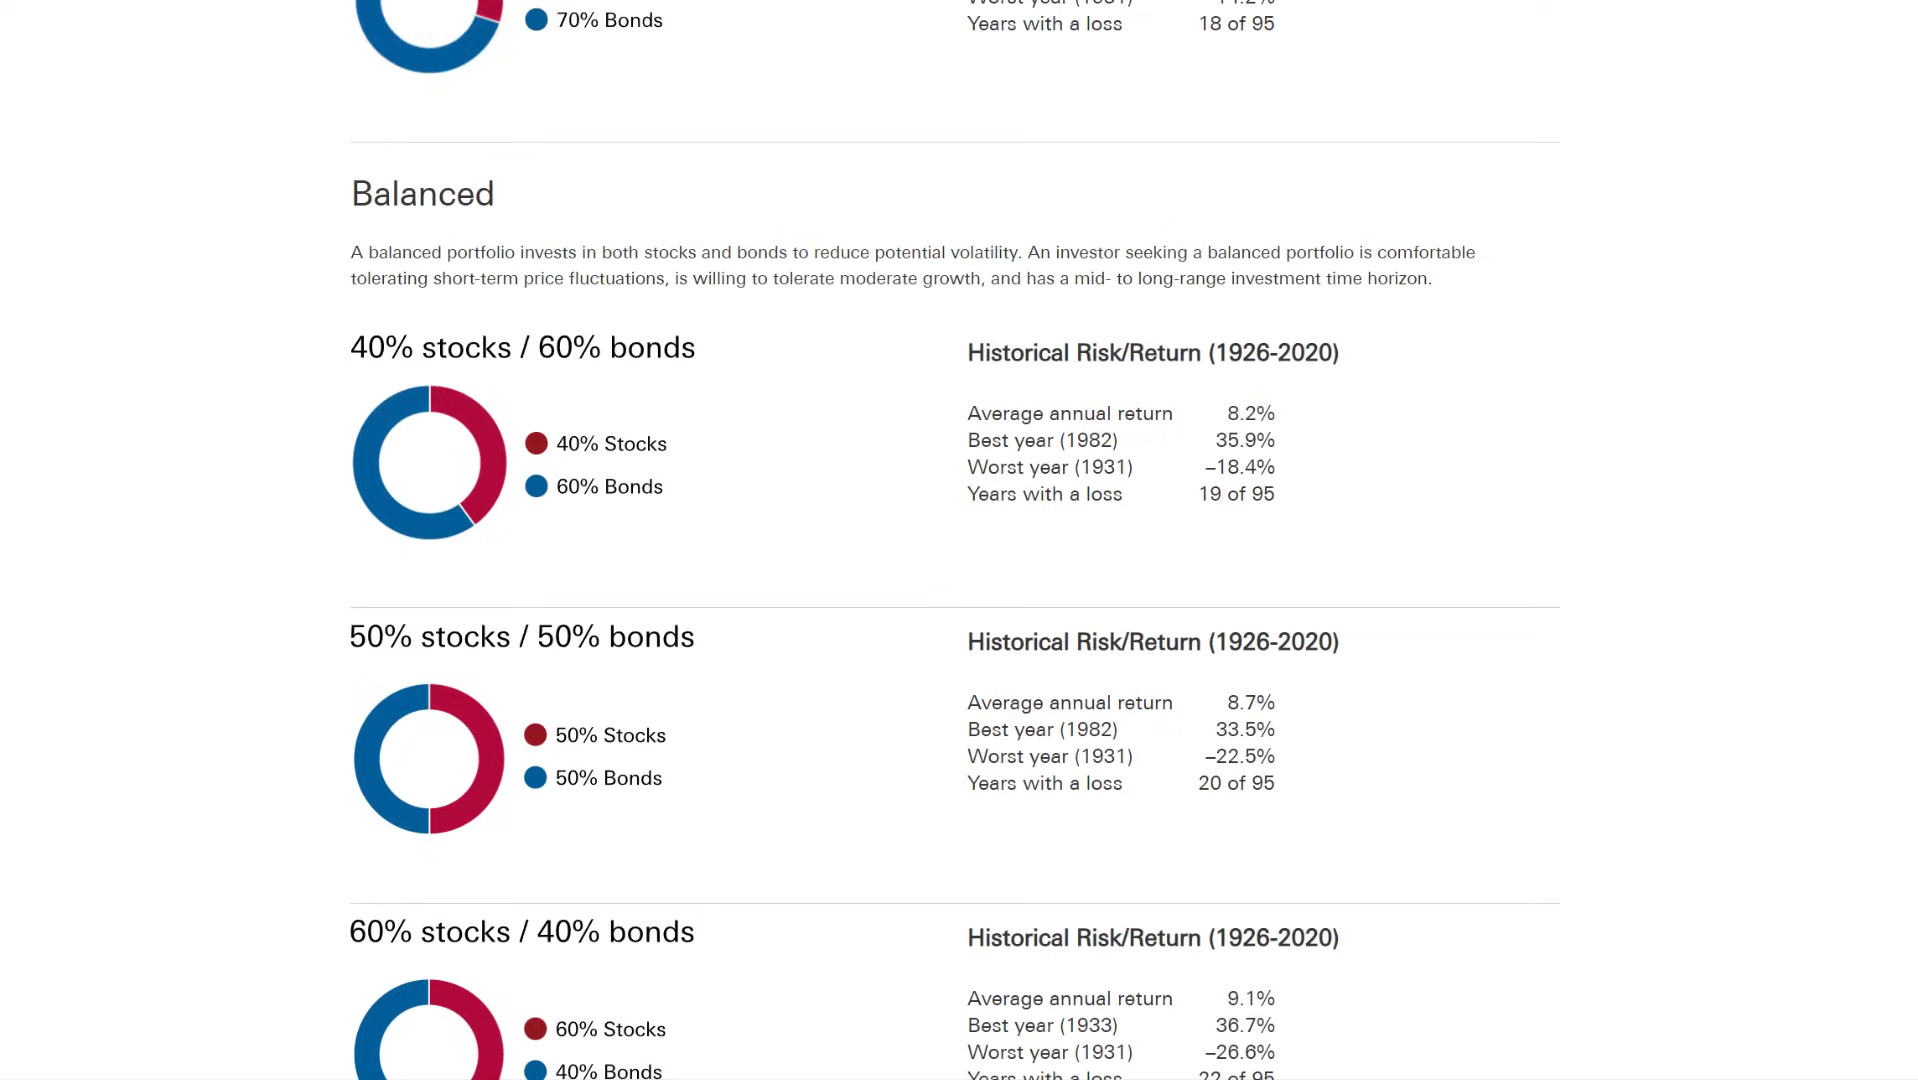 70% Bonds
Years with a loss 18 of 95
Balanced
A balanced portfolio invests in both stocks and bonds to reduce potential volatility. An investor seeking a balanced portfolio is comfortable
tolerating short-term price fluctuations, is willing to tolerate moderate growth, and has a mid- to long-range investment time horizon.
40% stocks / 60% bonds
40% Stocks
60% Bonds
Historical Risk/Return (1926-2020)
Average annual return 8.2%
Best year (1982) 35.9%
Worst year (1931) –18.4%
Years with a loss 19 of 95
50% stocks / 50% bonds
50% Stocks
50% Bonds
Historical Risk/Return (1926-2020)
Average annual return 8.7%
Best year (1982) 33.5%
Worst year (1931) –22.5%
Years with a loss 20 of 95
60% stocks / 40% bonds
60% Stocks
40% Bonds
Historical Risk/Return (1926-2020)
Average annual return 9.1%
Best year (1933) 36.7%
Worst year (1931) –26.6%
Years with a loss 22 of 95